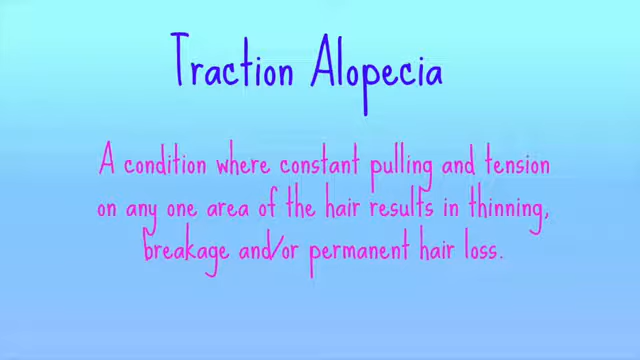 Traction Alopecia
A condition where constant pulling and tension
on any one area of the hair results in thinning,
breakage and/or permanent hair loss.